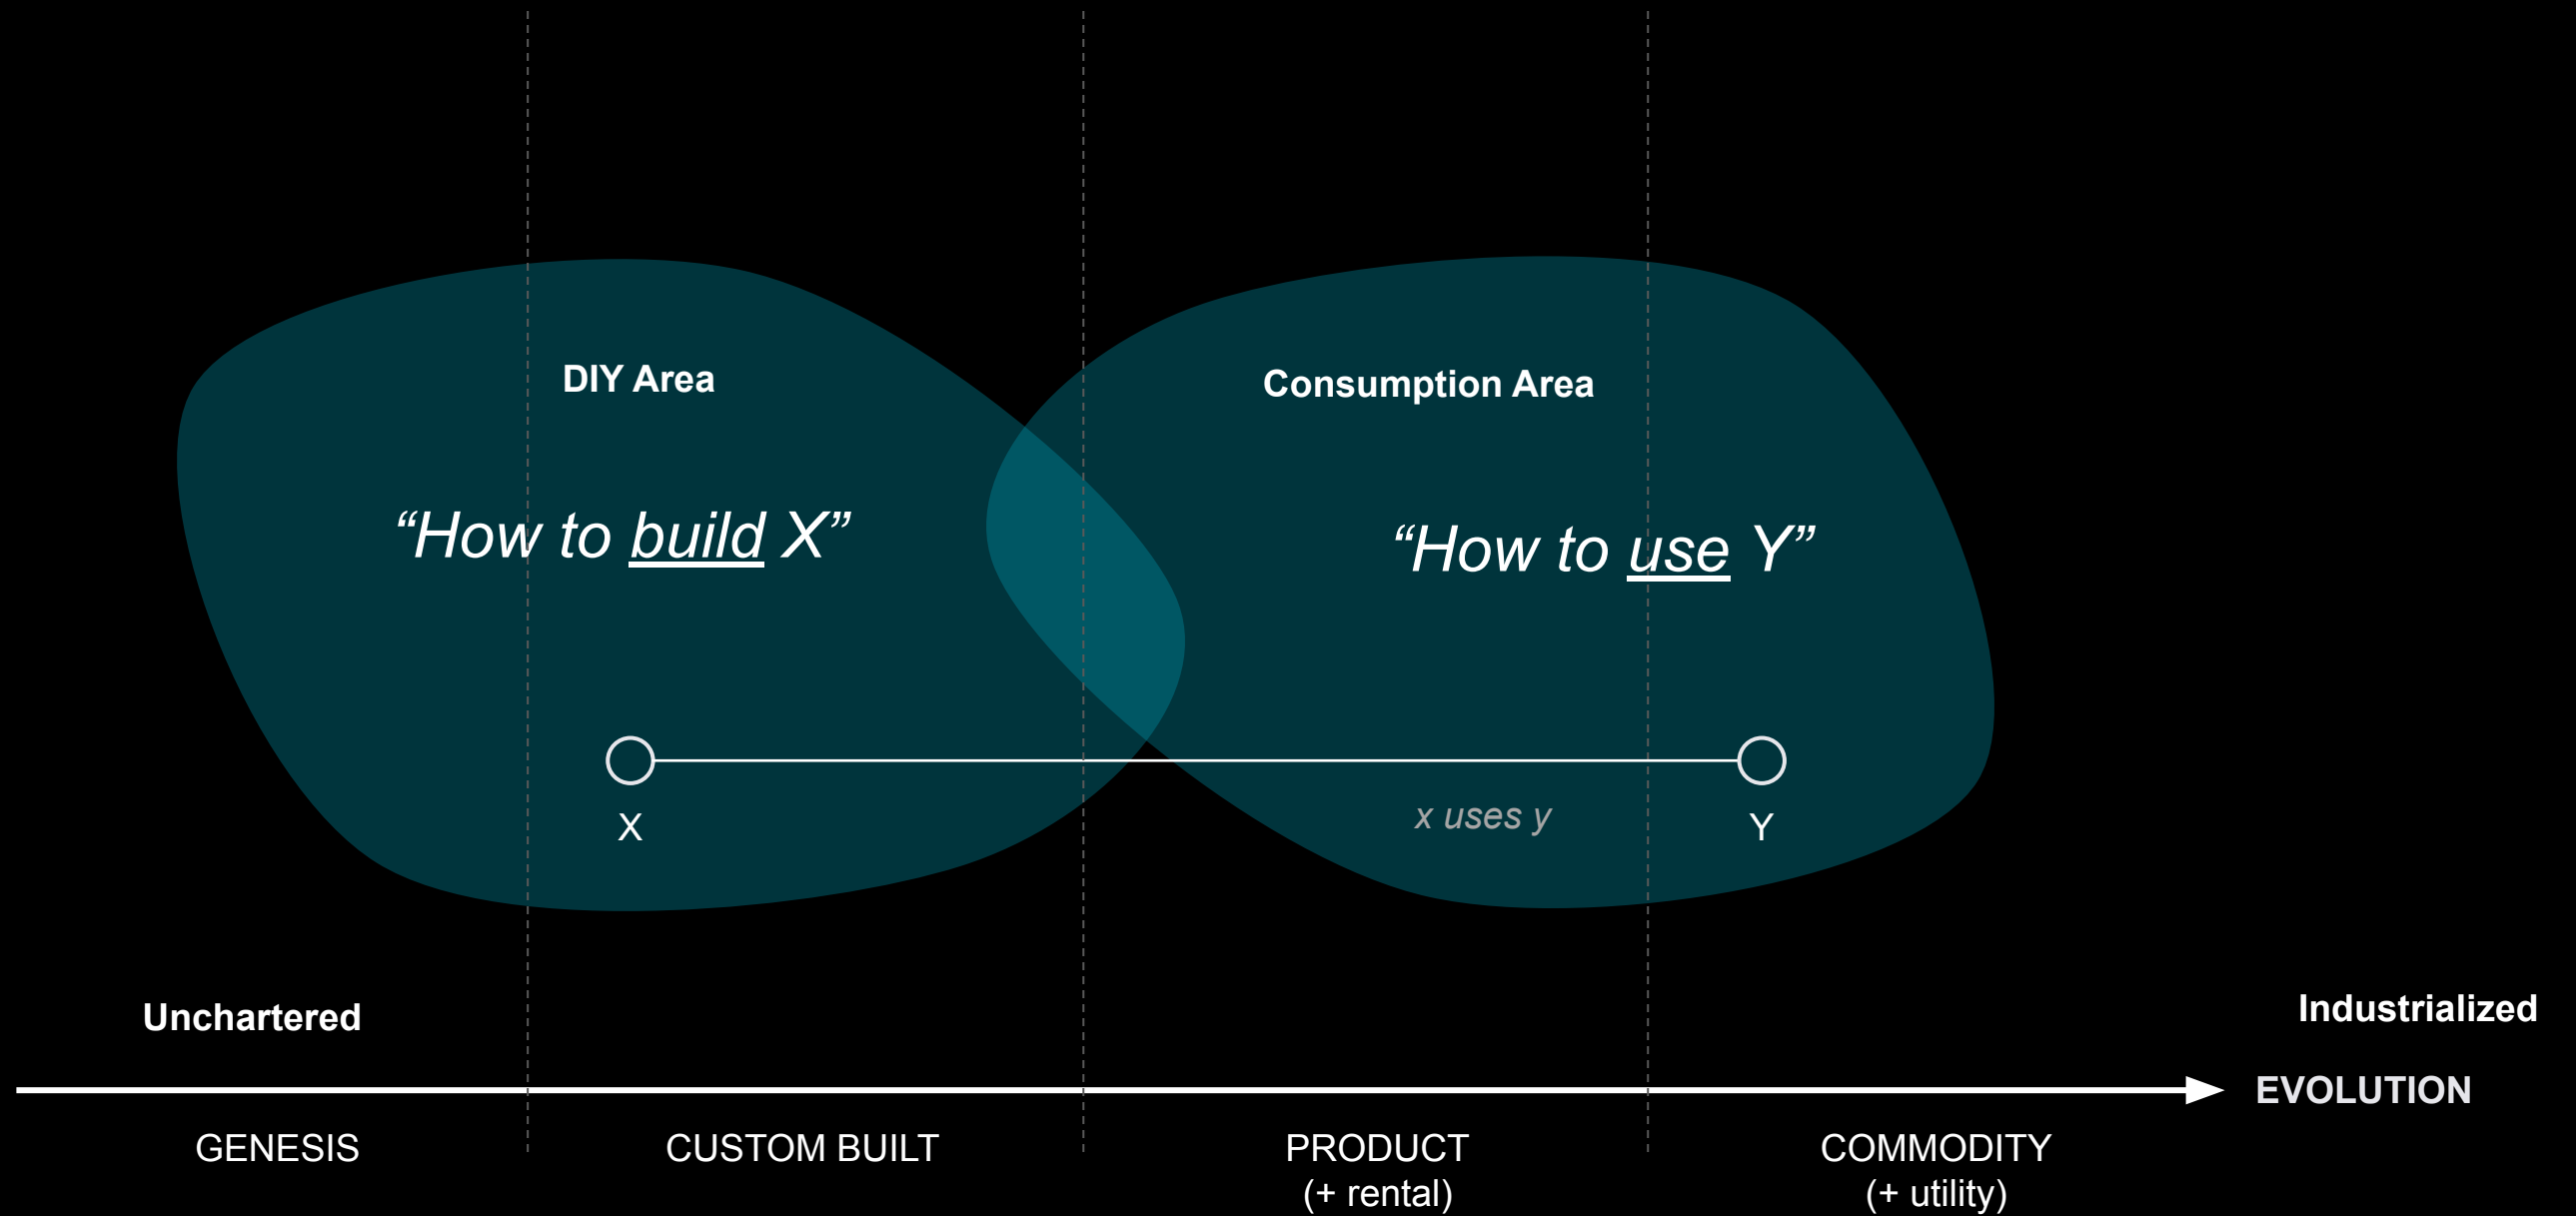 DIY Area
Consumption Area
“How to build X”
“How to use Y”
X
x uses y
Y
Unchartered
Industrialized
EVOLUTION
GENESIS
CUSTOM BUILT
PRODUCT
(+ rental)
COMMODITY
(+ utility)